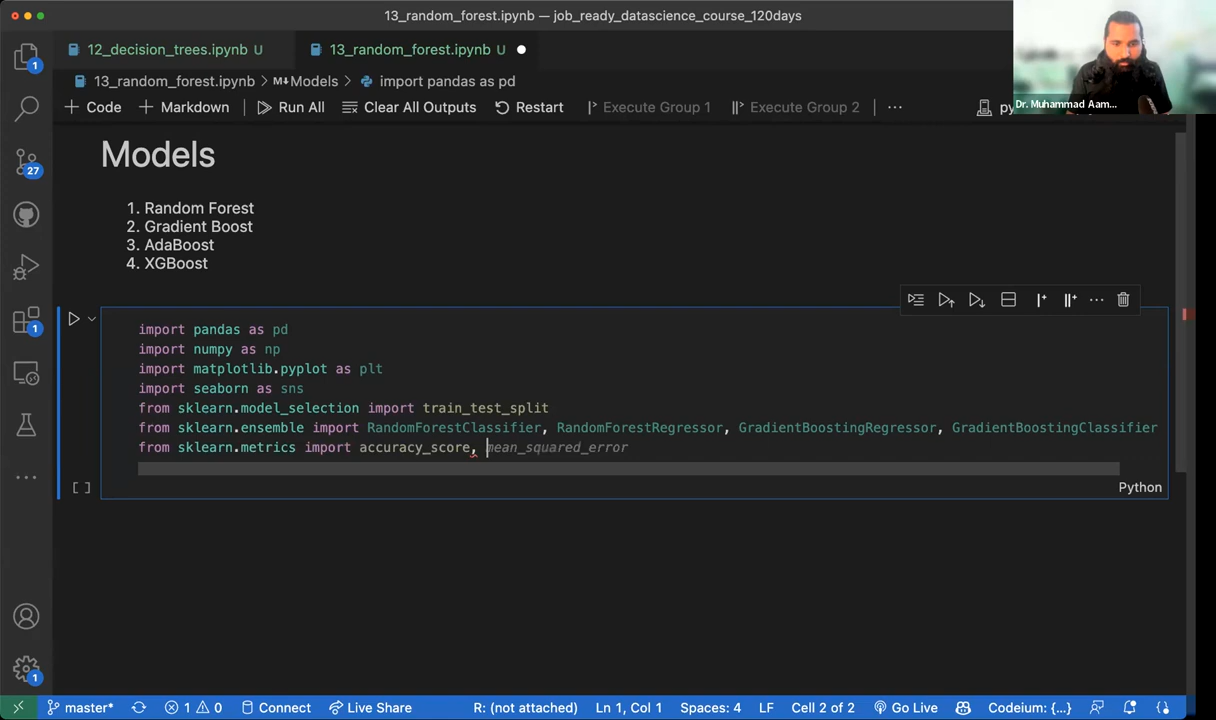 13_random_forest.ipynb — job_ready_datascience_course_120days
12_decision_trees.ipynb U
13_random_forest.ipynb U
13_random_forest.ipynb > M↓Models > import pandas as pd
+ Code + Markdown Run All Clear All Outputs Restart Execute Group 1 Execute Group 2 ... py
Dr. Muhammad Aam...
Models
1. Random Forest
2. Gradient Boost
3. AdaBoost
4. XGBoost
import pandas as pd
import numpy as np
import matplotlib.pyplot as plt
import seaborn as sns
from sklearn.model_selection import train_test_split
from sklearn.ensemble import RandomForestClassifier, RandomForestRegressor, GradientBoostingRegressor, GradientBoostingClassifier
from sklearn.metrics import accuracy_score, mean_squared_error
[ ]
Python
1
27
1
1
master* 1 0 Connect Live Share R: (not attached) Ln 1, Col 1 Spaces: 4 LF Cell 2 of 2 Go Live Codeium: {...}